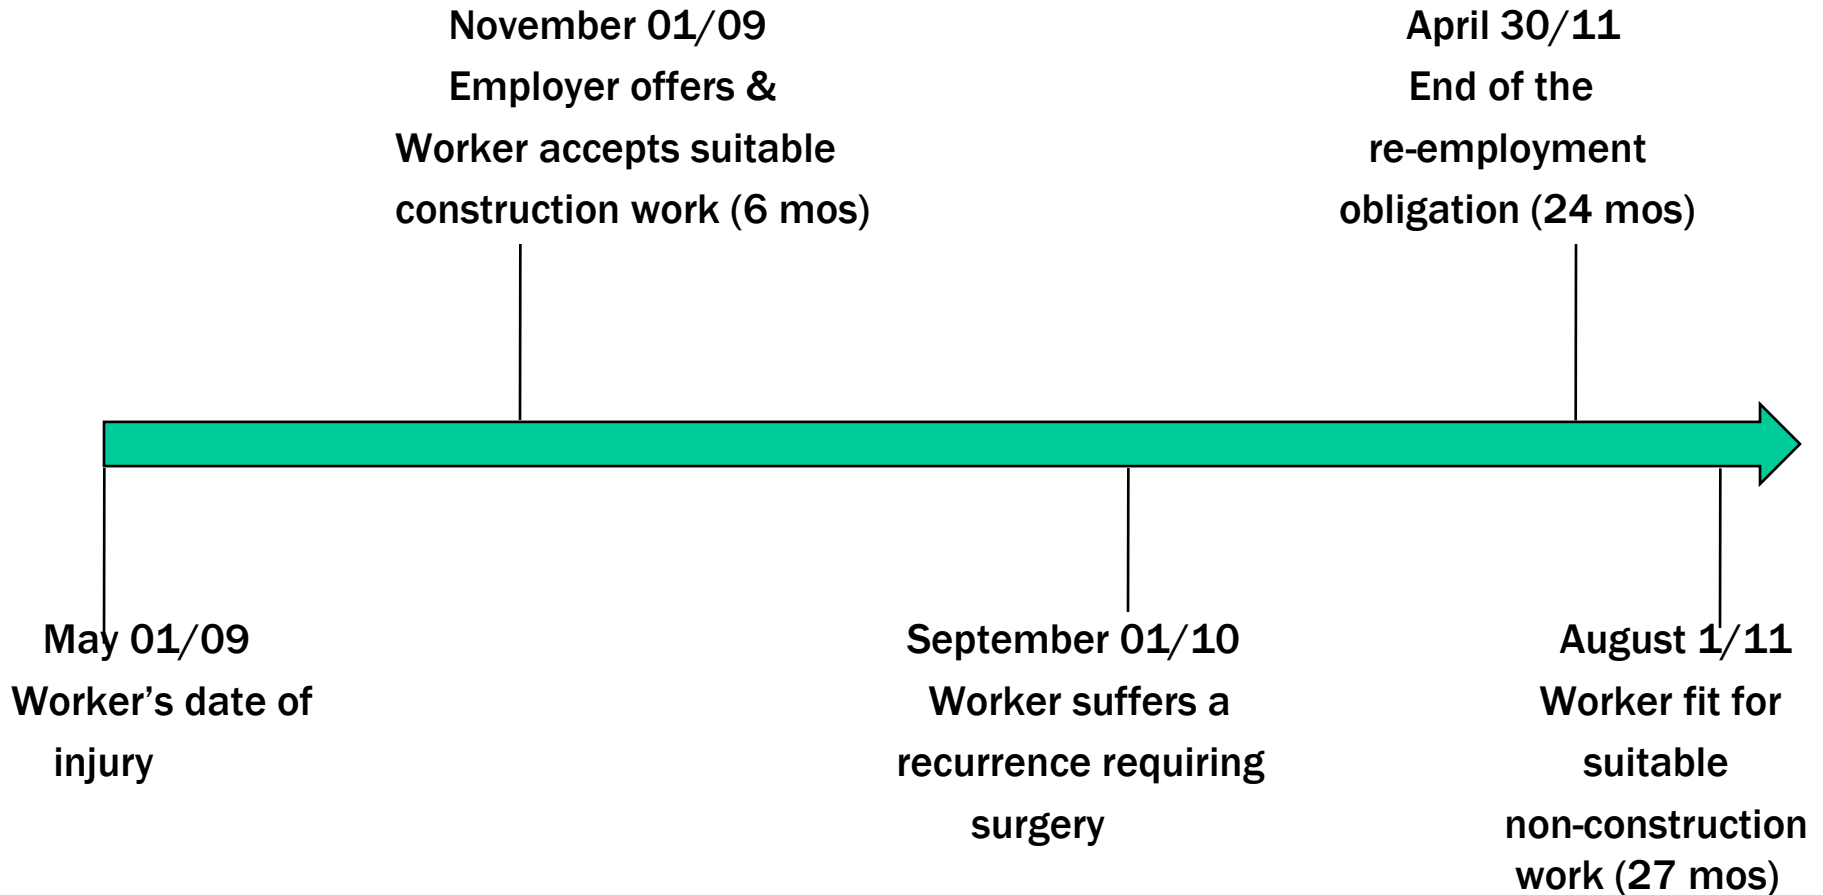 November 01/09
Employer offers &
Worker accepts suitable
construction work (6 mos)
April 30/11
End of the
re-employment
obligation (24 mos)
May 01/09
Worker's date of
injury
September 01/10
Worker suffers a
recurrence requiring
surgery
August 1/11
Worker fit for
suitable
non-construction
work (27 mos)